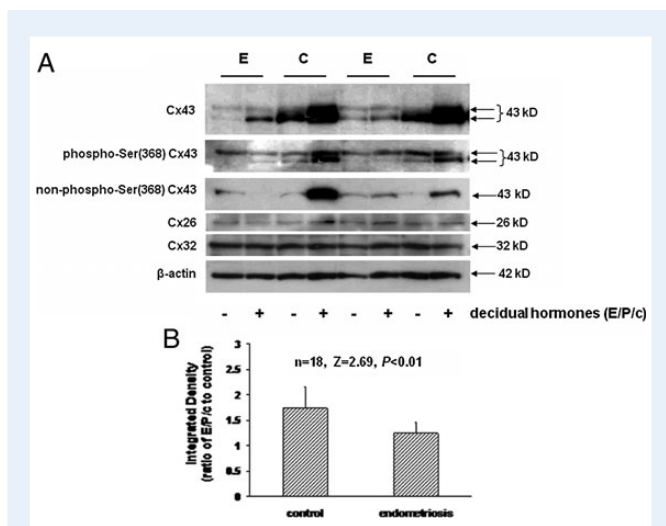 A
E C E C
Cx43 43 kD
phospho-Ser(368) Cx43 43 kD
non-phospho-Ser(368) Cx43 43 kD
Cx26 26 kD
Cx32 32 kD
β-actin 42 kD
- + - + - + - + decidual hormones (E/P/c)
B
n=18, Z=2.69, P<0.01
Integrated Density
(ratio of E/P/c to control)
3
2.5
2
1.5
1
0.5
0
control endometriosis